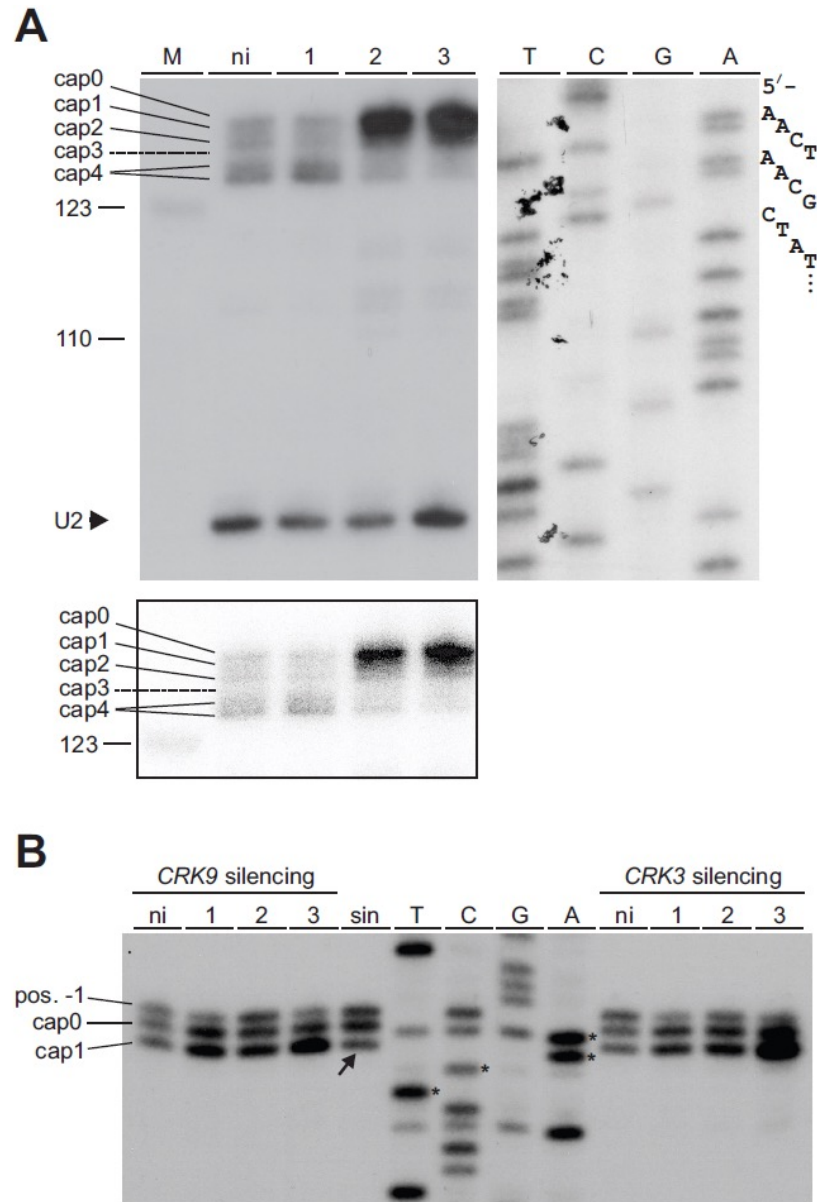 A
M ni 1 2 3 T C G A
cap0
cap1
cap2
cap3
cap4
123
110
U2
5′–
A
A
C
T
A
A
C
G
C
T
A
T
...
cap0
cap1
cap2
cap3
cap4
123
B
CRK9 silencing
CRK3 silencing
ni 1 2 3 sin T C G A ni 1 2 3
pos. -1
cap0
cap1
*
*
*
*